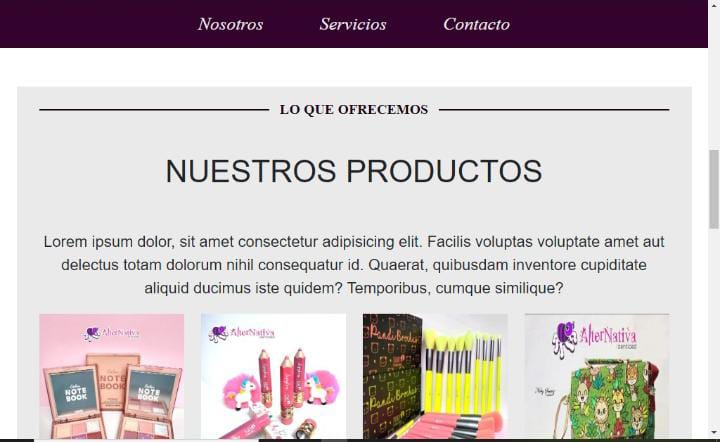 Nosotros Servicios Contacto
LO QUE OFRECEMOS
NUESTROS PRODUCTOS
Lorem ipsum dolor, sit amet consectetur adipisicing elit. Facilis voluptas voluptate amet aut
delectus totam dolorum nihil consequatur id. Quaerat, quibusdam inventore cupiditate
aliquid ducimus iste quidem? Temporibus, cumque similique?
AlterNativa
NOTE BOOK
NOTE
BOOK
NOTE
BOOK
AlterNativa
AlterNativa